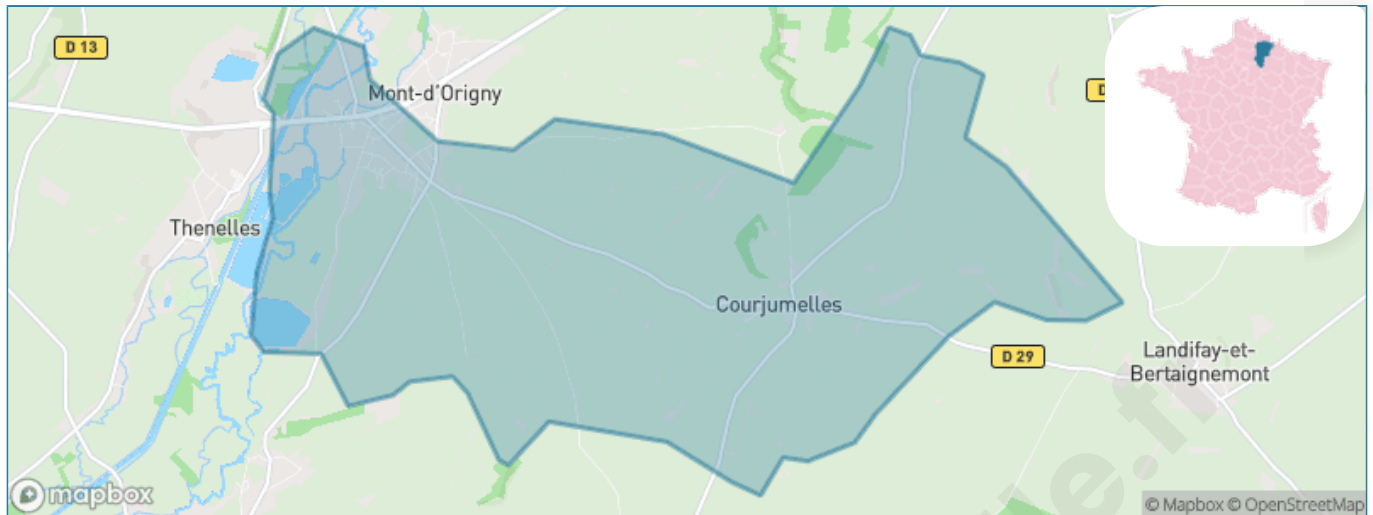 D 13
Mont-d'Origny
Thenelles
Courjumelles
D 29
Landifay-et-
Bertaignemont
mapbox
© Mapbox © OpenStreetMap